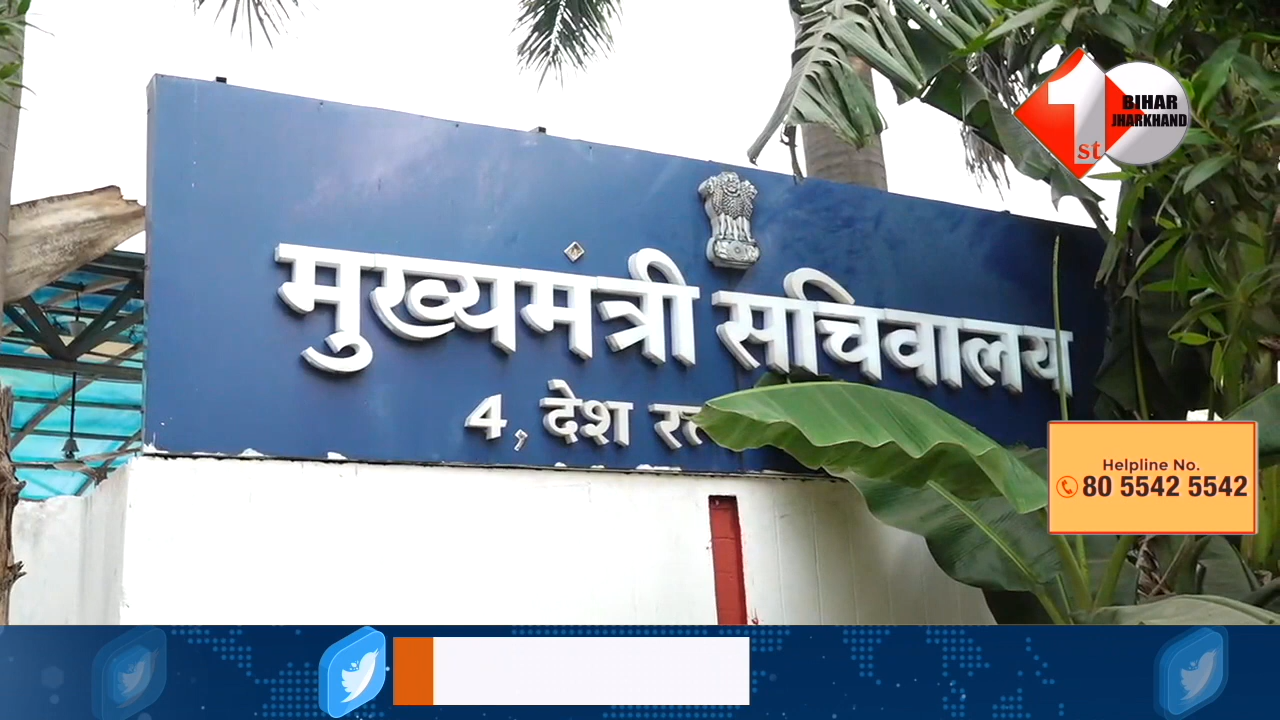 1st
BIHAR
JHARKHAND
मुख्यमंत्री सचिवालय
4, देश
Helpline No.
80 5542 5542